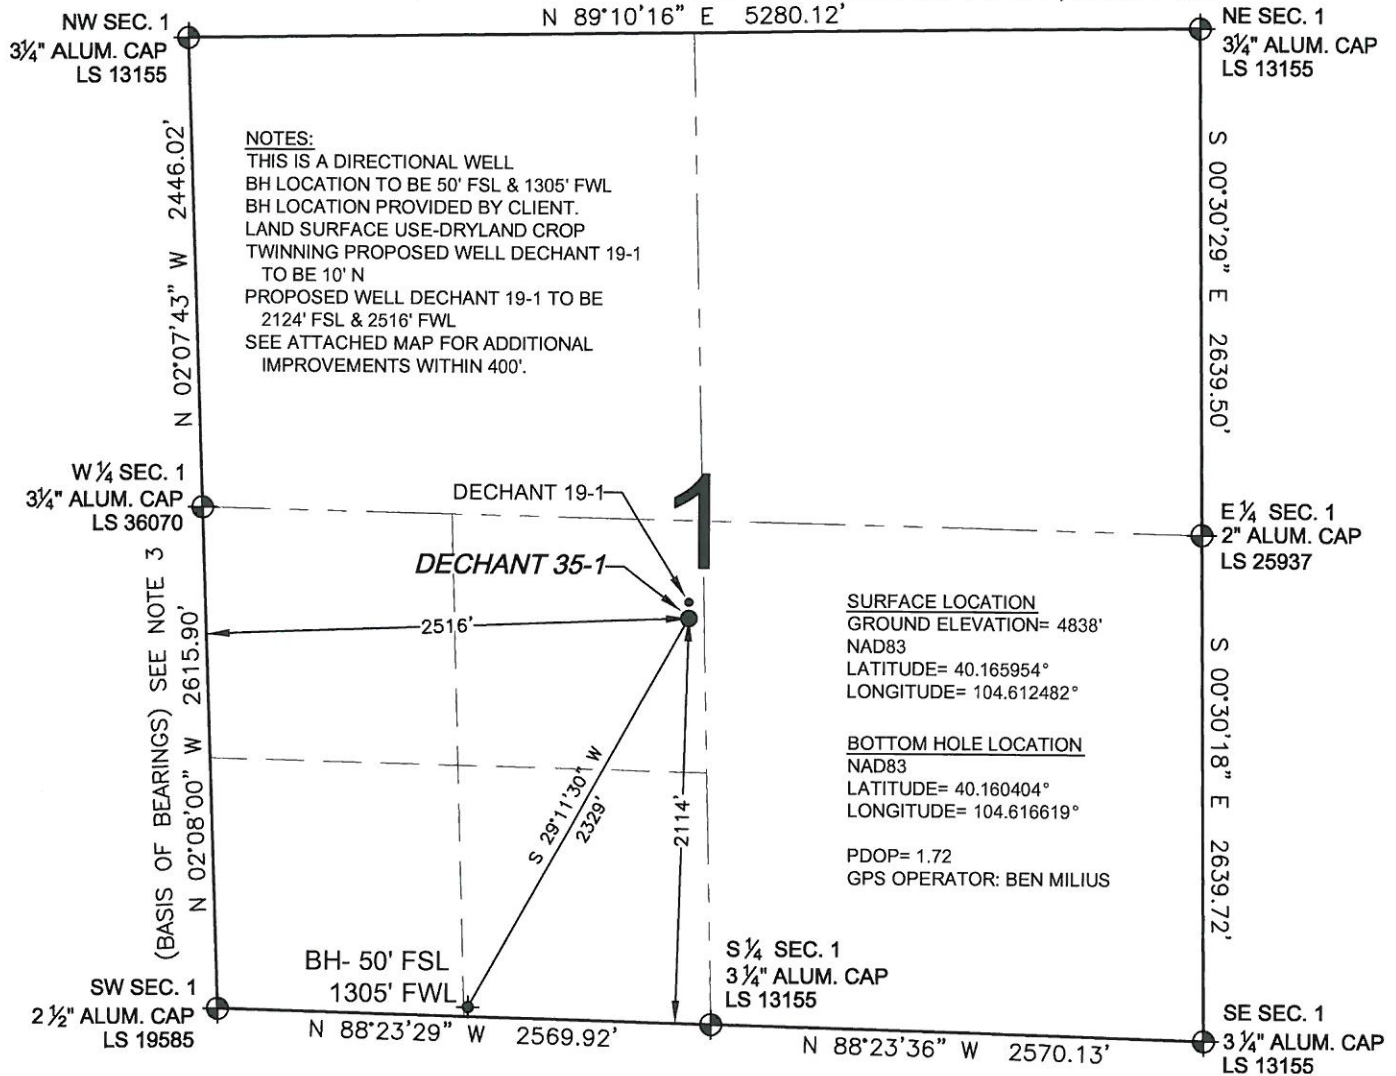 N 89°10'16" E 5280.12'
NW SEC. 1
3¼" ALUM. CAP
LS 13155
NE SEC. 1
3¼" ALUM. CAP
LS 13155
N 02°07'43" W 2446.02'
NOTES:
THIS IS A DIRECTIONAL WELL
BH LOCATION TO BE 50' FSL & 1305' FWL
BH LOCATION PROVIDED BY CLIENT.
LAND SURFACE USE-DRYLAND CROP
TWINNING PROPOSED WELL DECHANT 19-1
TO BE 10' N
PROPOSED WELL DECHANT 19-1 TO BE
2124' FSL & 2516' FWL
SEE ATTACHED MAP FOR ADDITIONAL
IMPROVEMENTS WITHIN 400'.
S 00°30'29" E 2639.50'
W ¼ SEC. 1
3¼" ALUM. CAP
LS 36070
DECHANT 19-1
1
DECHANT 35-1
E ¼ SEC. 1
2" ALUM. CAP
LS 25937
2516'
(BASIS OF BEARINGS) SEE NOTE 3
N 02°08'00" W 2615.90'
SURFACE LOCATION
GROUND ELEVATION= 4838'
NAD83
LATITUDE= 40.165954°
LONGITUDE= 104.612482°
BOTTOM HOLE LOCATION
NAD83
LATITUDE= 40.160404°
LONGITUDE= 104.616619°
PDOP= 1.72
GPS OPERATOR: BEN MILIUS
S 00°30'18" E 2639.72'
S 29°11'30" W
2329'
2114'
BH- 50' FSL
1305' FWL
S ¼ SEC. 1
3 ¼" ALUM. CAP
LS 13155
SW SEC. 1
2 ½" ALUM. CAP
LS 19585
N 88°23'29" W 2569.92'
N 88°23'36" W 2570.13'
SE SEC. 1
3 ¼" ALUM. CAP
LS 13155